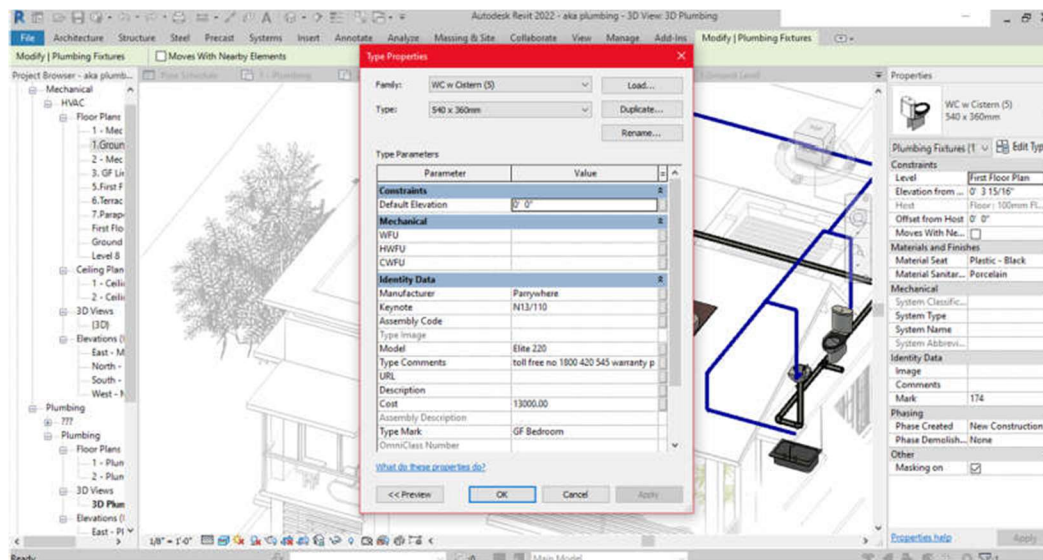 Autodesk Revit 2022 - aka plumbing - 3D View: 3D Plumbing
File Architecture Structure Steel Precast Systems Insert Annotate Analyze Massing & Site Collaborate View Manage Add-Ins Modify | Plumbing Fixtures
Modify | Plumbing Fixtures Moves With Nearby Elements
Project Browser - aka plumb...
Mechanical
HVAC
Floor Plans
1 - Mec
1.Groun
2 - Mec
3. GF Lin
5.First F
6.Terrac
7.Parap
First Flo
Ground
Level 8
Ceiling Plan
1 - Ceili
2 - Ceili
3D Views
{3D}
Elevations (
East - M
North -
South -
West - M
Plumbing
???
Plumbing
Floor Plans
1 - Plun
2 - Plun
3D Views
3D Plun
Elevations (
East - Pl
Type Properties
Family: WC w Cistern (5) Load...
Type: 540 x 360mm Duplicate...
Rename...
Type Parameters
Parameter Value =
Constraints
Default Elevation 0' 0"
Mechanical
WFU
HWFU
CWFU
Identity Data
Manufacturer Parrywhere
Keynote N13/110
Assembly Code
Type Image
Model Elite 220
Type Comments toll free no 1800 420 545 warranty p
URL
Description
Cost 13000.00
Assembly Description
Type Mark GF Bedroom
OmniClass Number
What do these properties do?
<< Preview OK Cancel Apply
Properties
WC w Cistern (5)
540 x 360mm
Plumbing Fixtures (1 Edit Typ
Constraints
Level First Floor Plan
Elevation from ... 0' 3 15/16"
Host Floor : 100mm Fl...
Offset from Host 0' 0"
Moves With Ne...
Materials and Finishes
Material Seat Plastic - Black
Material Sanitar... Porcelain
Mechanical
System Classific...
System Type
System Name
System Abbrevi...
Identity Data
Image
Comments
Mark 174
Phasing
Phase Created New Construction
Phase Demolish... None
Other
Masking on
Properties help Apply
1/8" = 1'-0"
Ready
Main Model